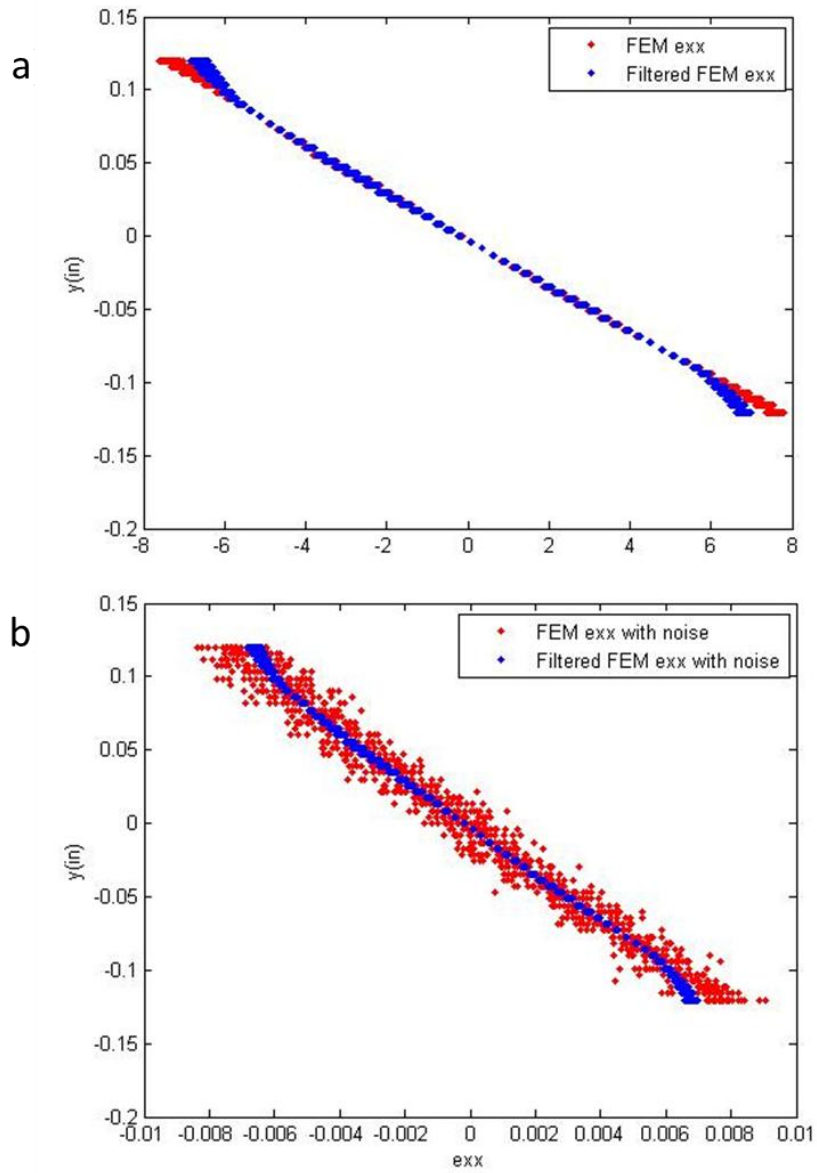 a
0.15
0.1
0.05
0
-0.05
-0.1
-0.15
-0.2
y(in)
FEM exx
Filtered FEM exx
-8 -6 -4 -2 0 2 4 6 8
b
0.15
0.1
0.05
0
-0.05
-0.1
-0.15
-0.2
y(in)
FEM exx with noise
Filtered FEM exx with noise
-0.01 -0.008 -0.006 -0.004 -0.002 0 0.002 0.004 0.006 0.008 0.01
exx